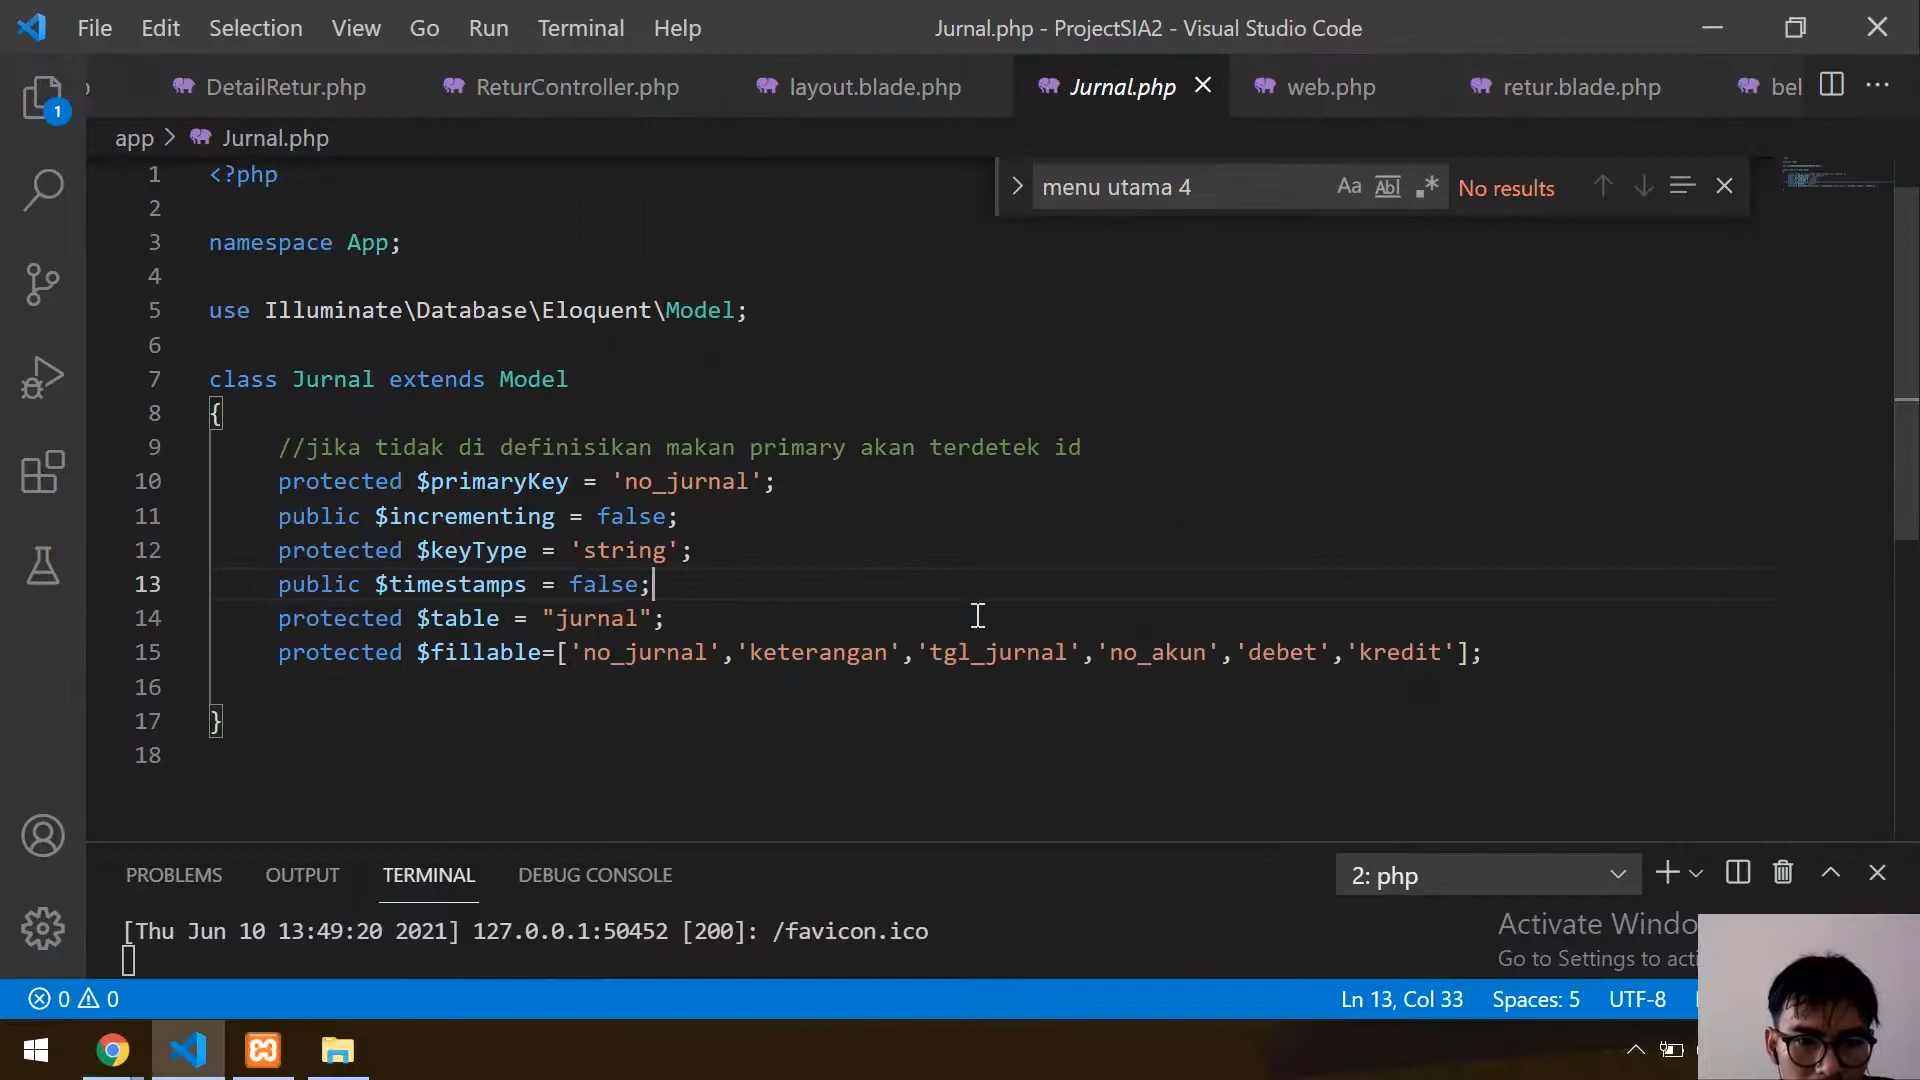 File Edit Selection View Go Run Terminal Help Jurnal.php - ProjectSIA2 - Visual Studio Code
DetailRetur.php ReturController.php layout.blade.php Jurnal.php web.php retur.blade.php bel
1
app > Jurnal.php
menu utama 4 Aa Abl .* No results
1 <?php
2
3 namespace App;
4
5 use Illuminate\Database\Eloquent\Model;
6
7 class Jurnal extends Model
8 {
9 //jika tidak di definisikan makan primary akan terdetek id
10 protected $primaryKey = 'no_jurnal';
11 public $incrementing = false;
12 protected $keyType = 'string';
13 public $timestamps = false;
14 protected $table = "jurnal";
15 protected $fillable=['no_jurnal','keterangan','tgl_jurnal','no_akun','debet','kredit'];
16
17 }
18
PROBLEMS OUTPUT TERMINAL DEBUG CONSOLE 2: php
[Thu Jun 10 13:49:20 2021] 127.0.0.1:50452 [200]: /favicon.ico
Activate Windo
Go to Settings to acti
0 0 Ln 13, Col 33 Spaces: 5 UTF-8